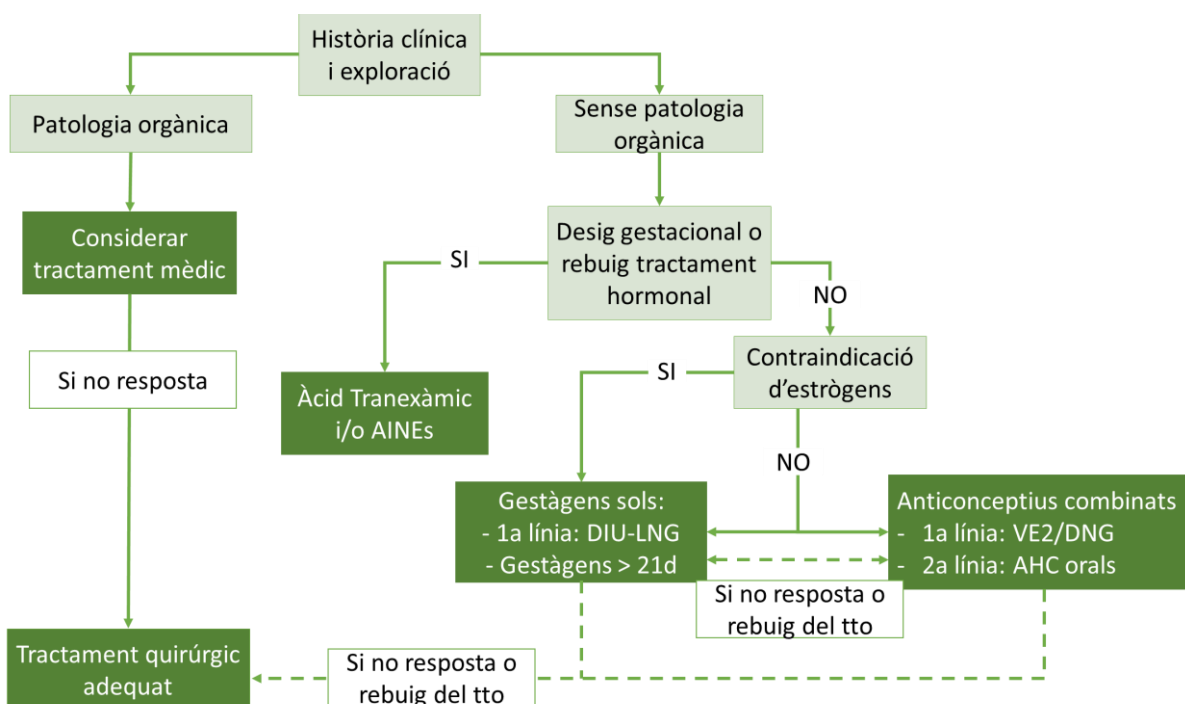 Història clínica
i exploració
Patologia orgànica
Sense patologia
orgànica
Considerar
tractament mèdic
Desig gestacional o
rebuig tractament
hormonal
SI
NO
Si no resposta
Àcid Tranexàmic
i/o AINEs
Contraindicació
d'estrògens
SI
NO
Gestàgens sols:
- 1a línia: DIU-LNG
- Gestàgens > 21d
Anticonceptius combinats
- 1a línia: VE2/DNG
- 2a línia: AHC orals
Si no resposta o
rebuig del tto
Tractament quirúrgic
adequat
Si no resposta o
rebuig del tto